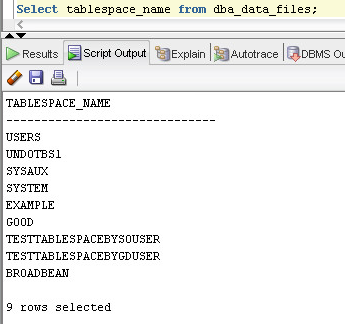 Select tablespace_name from dba_data_files;
Results Script Output Explain Autotrace DBMS Ou
TABLESPACE_NAME
------------------------------
USERS
UNDOTBS1
SYSAUX
SYSTEM
EXAMPLE
GOOD
TESTTABLESPACEBYSOUSER
TESTTABLESPACEBYGDUSER
BROADBEAN
9 rows selected